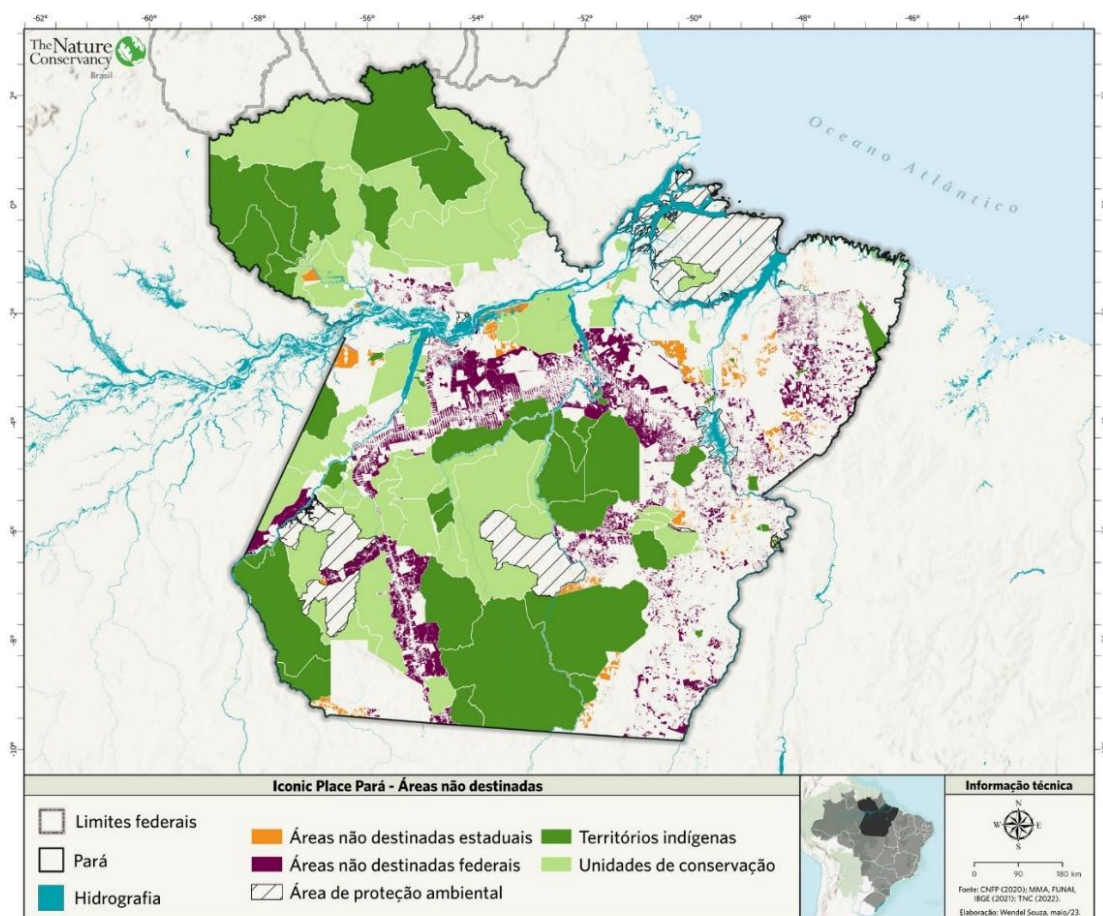 -62°
-60°
-58°
-56°
-54°
-52°
-50°
-48°
-46°
-44°
The Nature
Conservancy
Brasil
Oceano Atlântico
2°
0°
-2°
-4°
-6°
-8°
-10°
Iconic Place Pará - Áreas não destinadas
Limites federais
Pará
Hidrografia
Áreas não destinadas estaduais
Áreas não destinadas federais
Área de proteção ambiental
Territórios indígenas
Unidades de conservação
Informação técnica
N
W
E
S
0 90 180 km
Fonte: CNFP (2020); MMA, FUNAI,
IBGE (2021); TNC (2022).
Elaboração: Wendel Souza, maio/23.